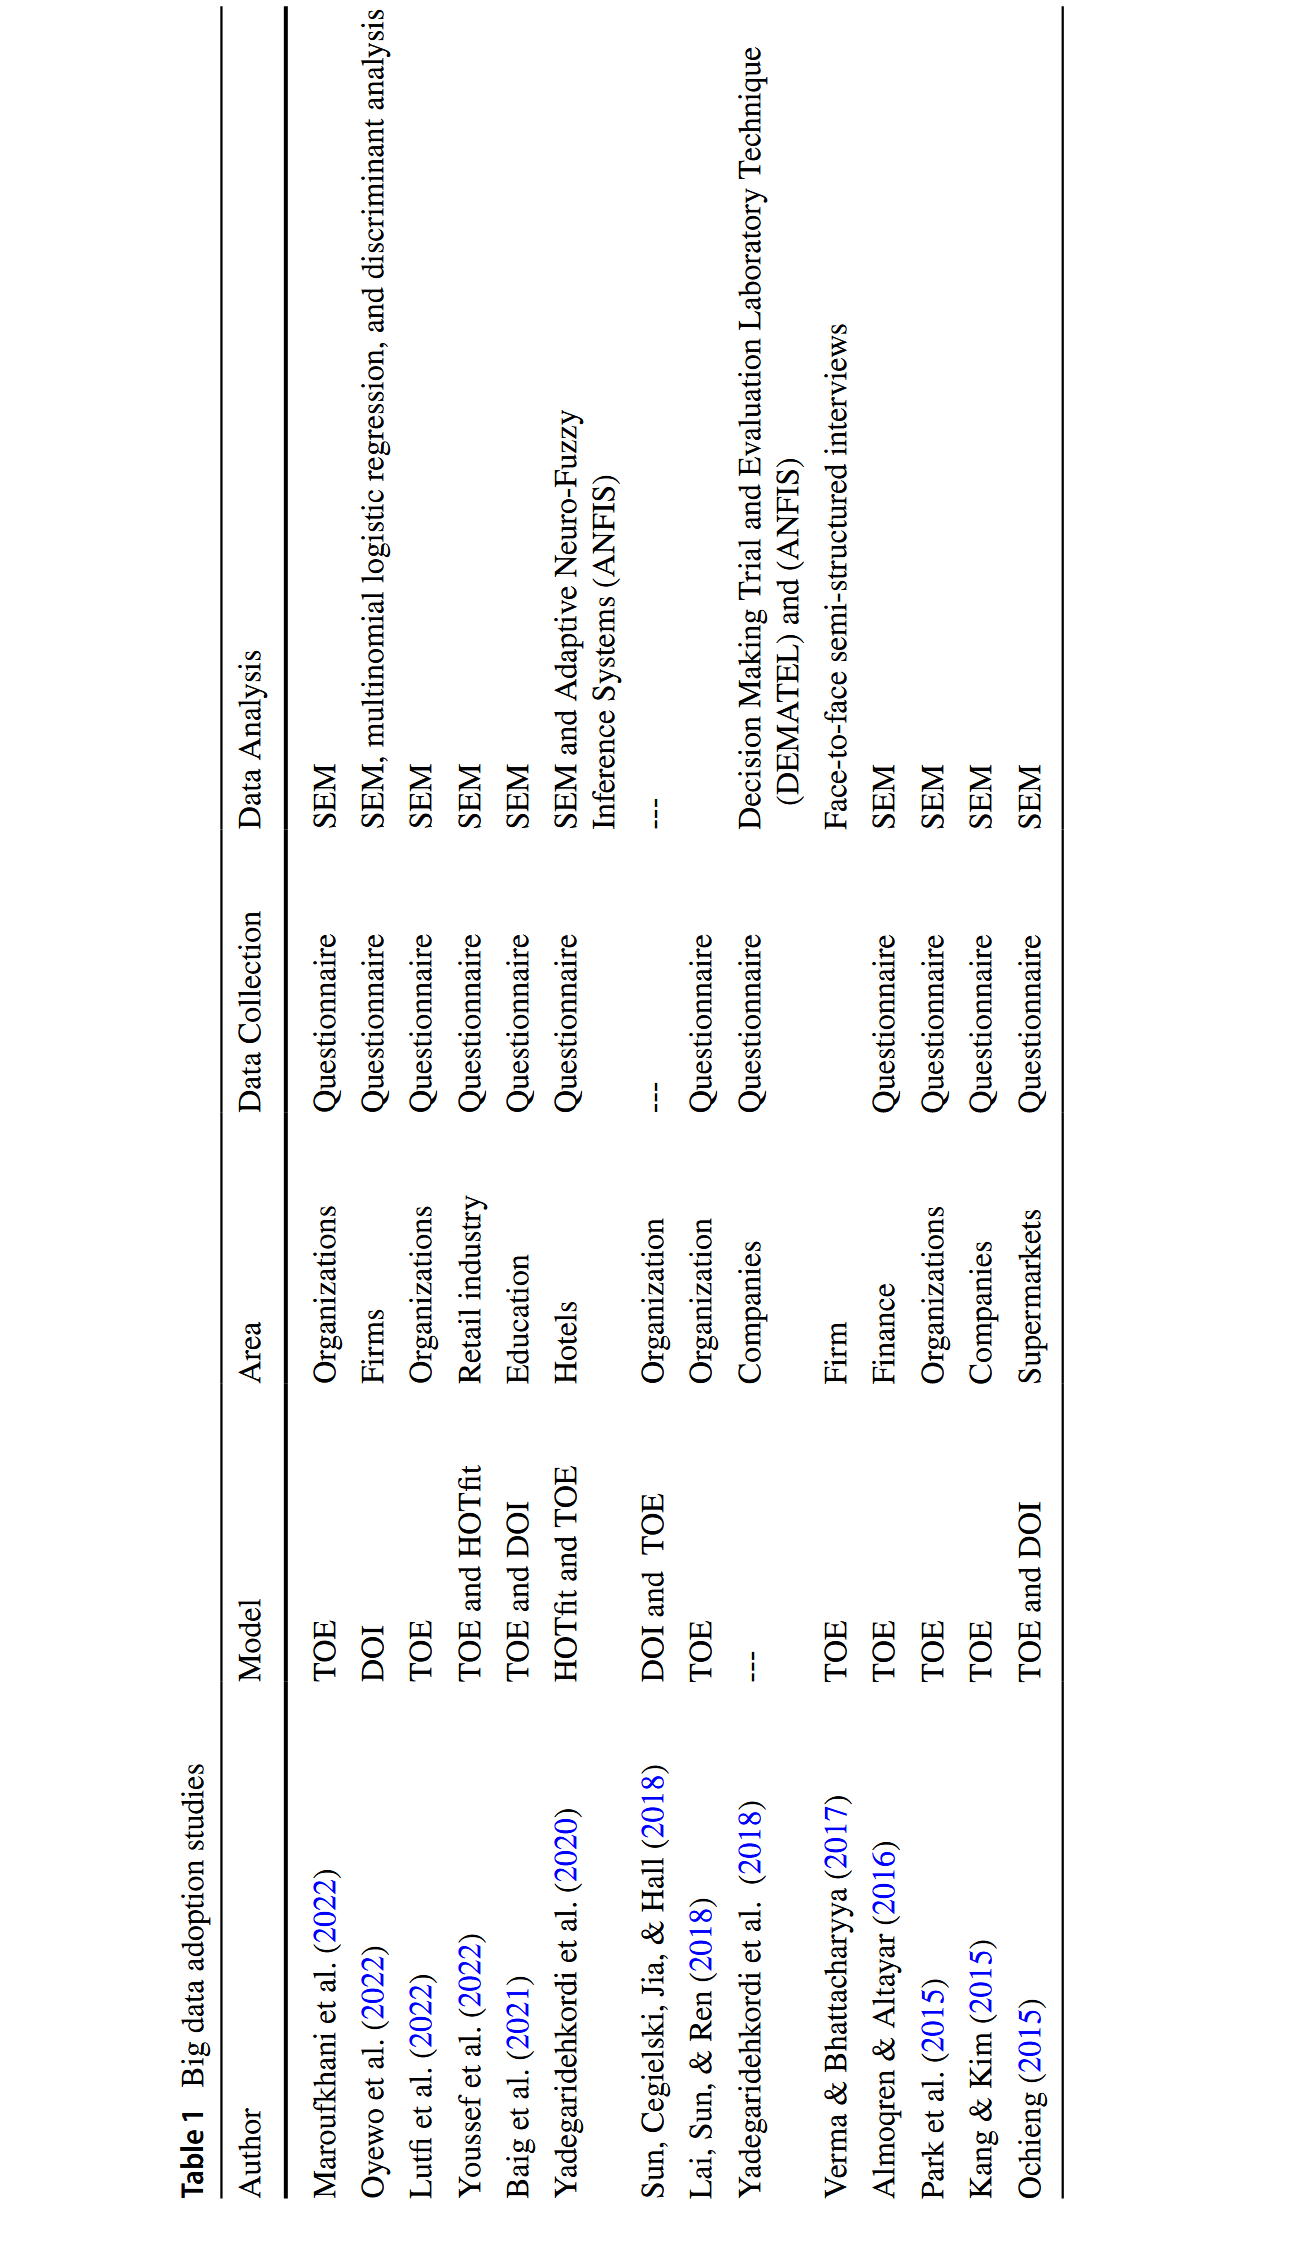 Table 1 Big data adoption studies
Author Model Area Data Collection Data Analysis
Maroufkhani et al. (2022) TOE Organizations Questionnaire SEM
Oyewo et al. (2022) DOI Firms Questionnaire SEM, multinomial logistic regression, and discriminant analysis
Lutfi et al. (2022) TOE Organizations Questionnaire SEM
Youssef et al. (2022) TOE and HOTfit Retail industry Questionnaire SEM
Baig et al. (2021) TOE and DOI Education Questionnaire SEM
Yadegaridehkordi et al. (2020) HOTfit and TOE Hotels Questionnaire SEM and Adaptive Neuro-Fuzzy
Inference Systems (ANFIS)
Sun, Cegielski, Jia, & Hall (2018) DOI and TOE Organization --- ---
Lai, Sun, & Ren (2018) TOE Organization Questionnaire
Yadegaridehkordi et al. (2018) --- Companies Questionnaire Decision Making Trial and Evaluation Laboratory Technique
(DEMATEL) and (ANFIS)
Verma & Bhattacharyya (2017) TOE Firm Face-to-face semi-structured interviews
Almoqren & Altayar (2016) TOE Finance Questionnaire SEM
Park et al. (2015) TOE Organizations Questionnaire SEM
Kang & Kim (2015) TOE Companies Questionnaire SEM
Ochieng (2015) TOE and DOI Supermarkets Questionnaire SEM